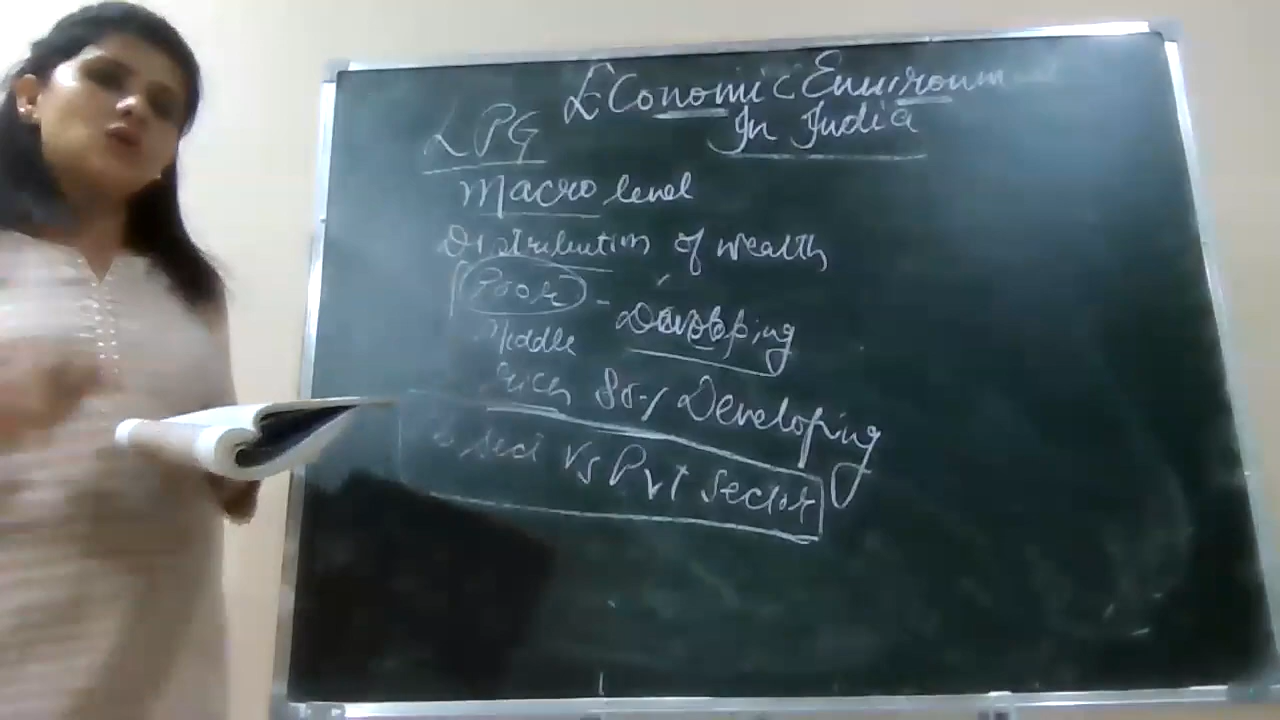 Economic Environm
In India
LPG
Macro level
Distribution of wealth
Poor - Developing
Middle
Rich 85% Developing
Sect Vs Pvt Sector